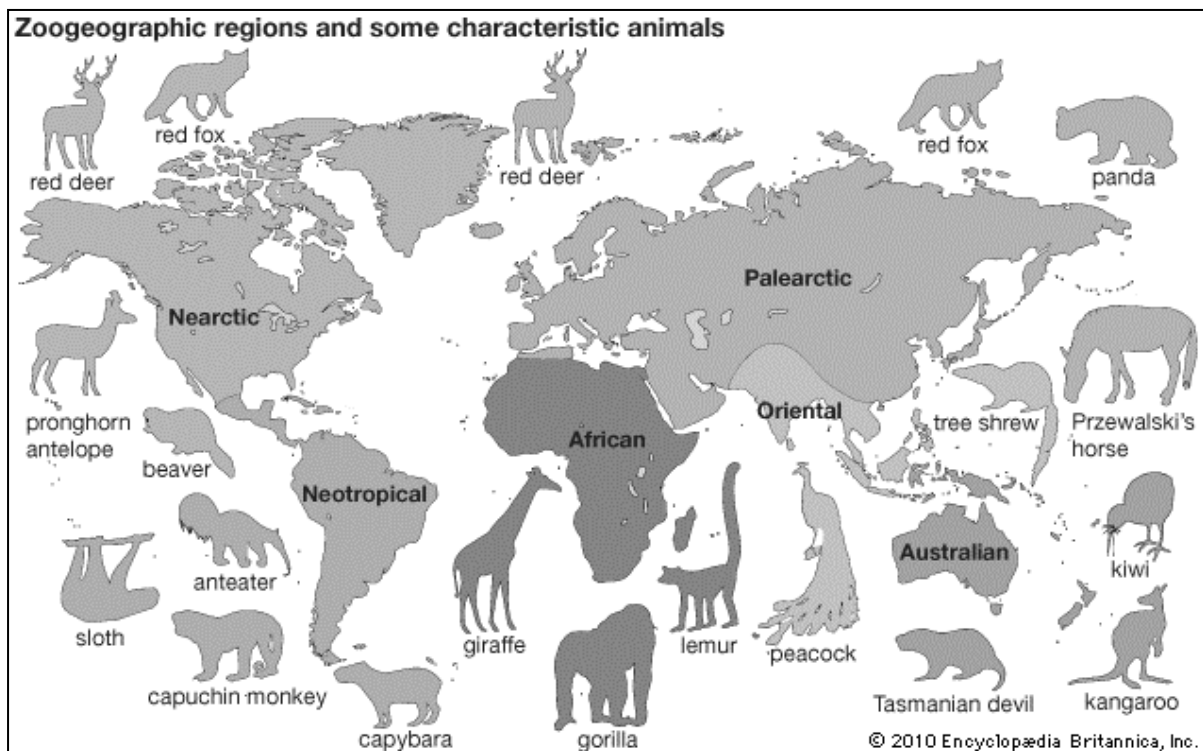 Zoogeographic regions and some characteristic animals
red deer
red fox
red deer
red fox
panda
Nearctic
Palearctic
pronghorn
antelope
beaver
Oriental
tree shrew
Przewalski's
horse
African
Neotropical
anteater
sloth
Australian
kiwi
capuchin monkey
giraffe
lemur
peacock
capybara
gorilla
Tasmanian devil
kangaroo
© 2010 Encyclopædia Britannica, Inc.